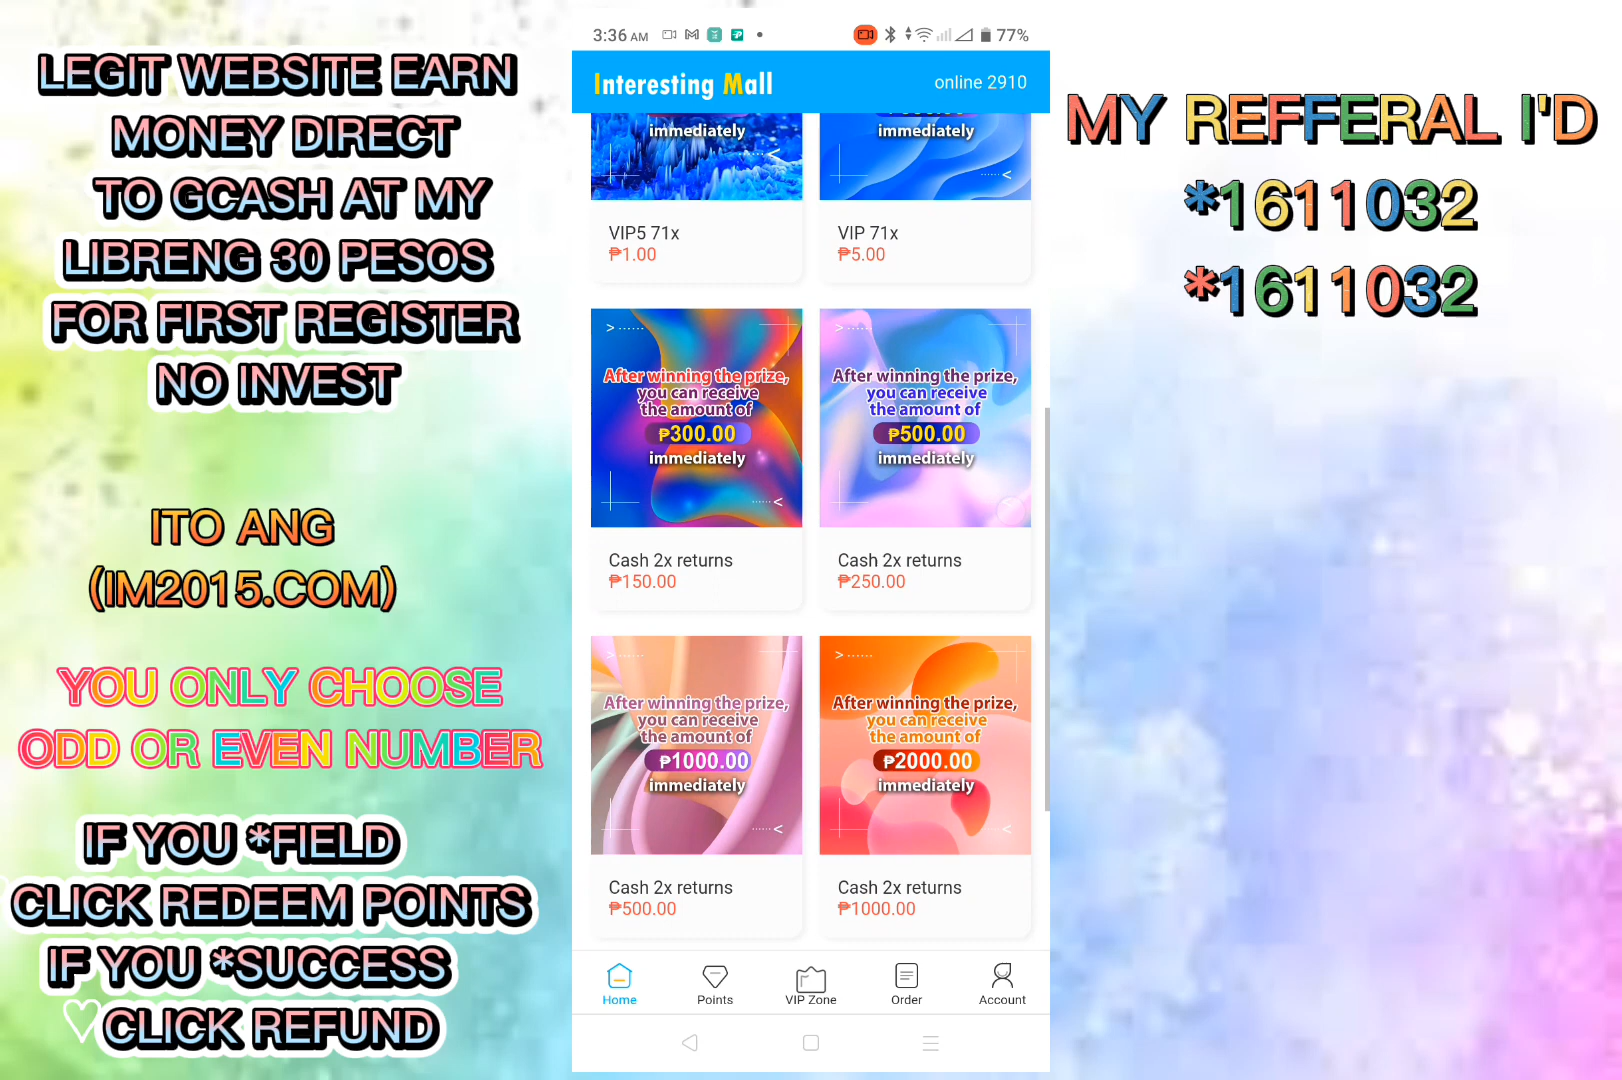 LEGIT WEBSITE EARN
MONEY DIRECT
TO GCASH AT MY
LIBRENG 30 PESOS
FOR FIRST REGISTER
NO INVEST
ITO ANG
(IM2015.COM)
YOU ONLY CHOOSE
ODD OR EVEN NUMBER
IF YOU *FIELD
CLICK REDEEM POINTS
IF YOU *SUCCESS
♡CLICK REFUND
3:36 AM
77%
Interesting Mall
online 2910
immediately
immediately
VIP5 71x
₱1.00
VIP 71x
₱5.00
After winning the prize,
you can receive
the amount of
₱300.00
immediately
Cash 2x returns
₱150.00
After winning the prize,
you can receive
the amount of
₱500.00
immediately
Cash 2x returns
₱250.00
After winning the prize,
you can receive
the amount of
₱1000.00
immediately
Cash 2x returns
₱500.00
After winning the prize,
you can receive
the amount of
₱2000.00
immediately
Cash 2x returns
₱1000.00
Home
Points
VIP Zone
Order
Account
MY REFFERAL I'D
*1611032
*1611032